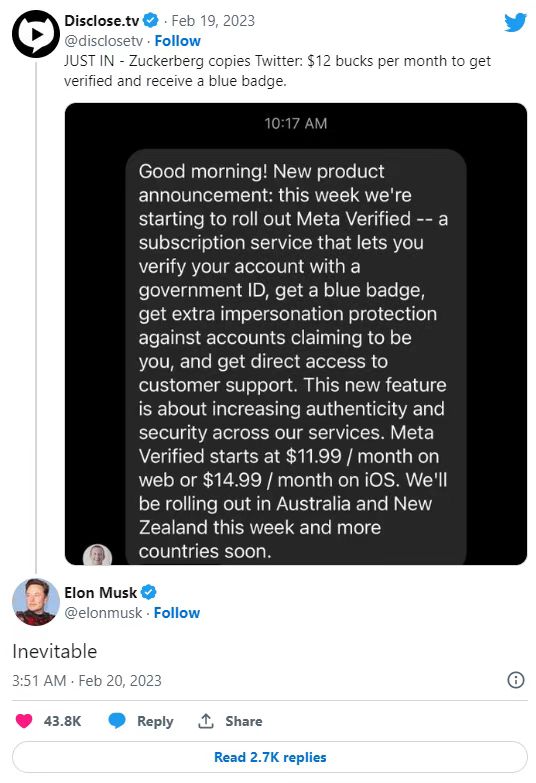 Disclose.tv · Feb 19, 2023
@disclosetv · Follow
JUST IN - Zuckerberg copies Twitter: $12 bucks per month to get
verified and receive a blue badge.
10:17 AM
Good morning! New product
announcement: this week we're
starting to roll out Meta Verified -- a
subscription service that lets you
verify your account with a
government ID, get a blue badge,
get extra impersonation protection
against accounts claiming to be
you, and get direct access to
customer support. This new feature
is about increasing authenticity and
security across our services. Meta
Verified starts at $11.99 / month on
web or $14.99 / month on iOS. We'll
be rolling out in Australia and New
Zealand this week and more
countries soon.
Elon Musk
@elonmusk · Follow
Inevitable
3:51 AM · Feb 20, 2023
43.8K Reply Share
Read 2.7K replies